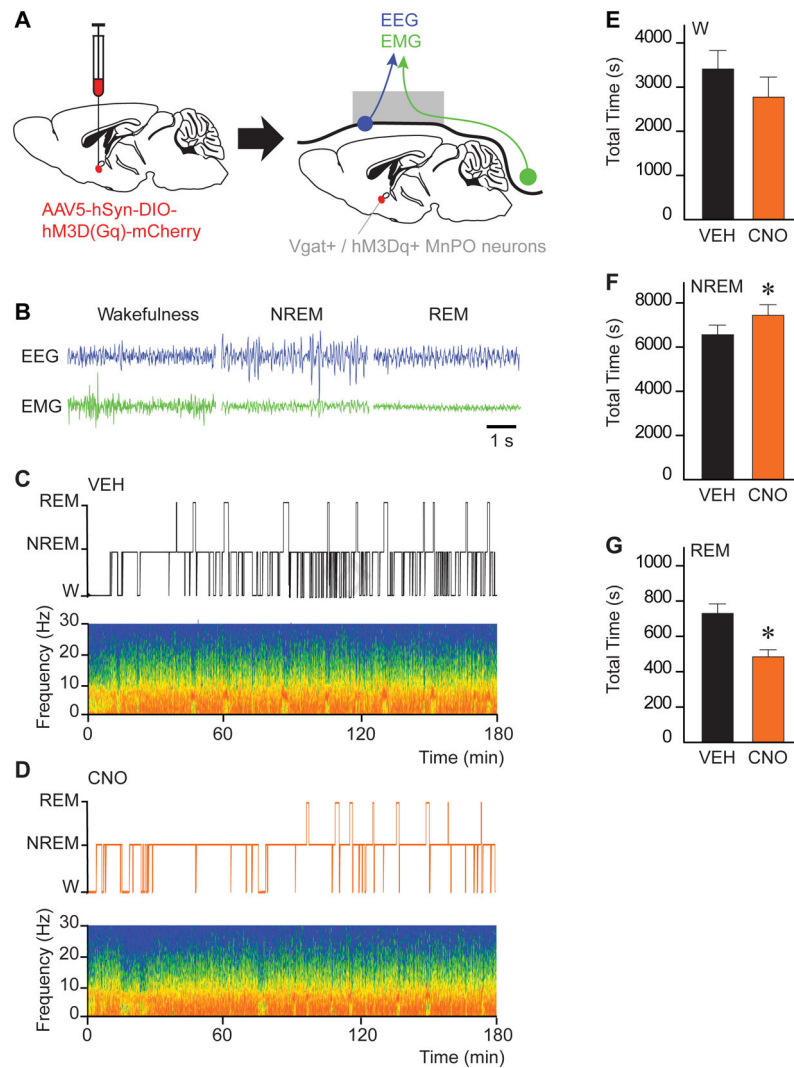 A
EEG
EMG
AAV5-hSyn-DIO-
hM3D(Gq)-mCherry
Vgat+ / hM3Dq+ MnPO neurons
B
Wakefulness NREM REM
EEG
EMG
1 s
C
VEH
REM
NREM
W
Frequency (Hz)
30
20
10
0
0 60 120 180
Time (min)
D
CNO
REM
NREM
W
Frequency (Hz)
30
20
10
0
0 60 120 180
Time (min)
E
W
Total Time (s)
4000
3000
2000
1000
0
VEH CNO
F
NREM
*
Total Time (s)
8000
6000
4000
2000
0
VEH CNO
G
REM
*
Total Time (s)
1000
800
600
400
200
0
VEH CNO